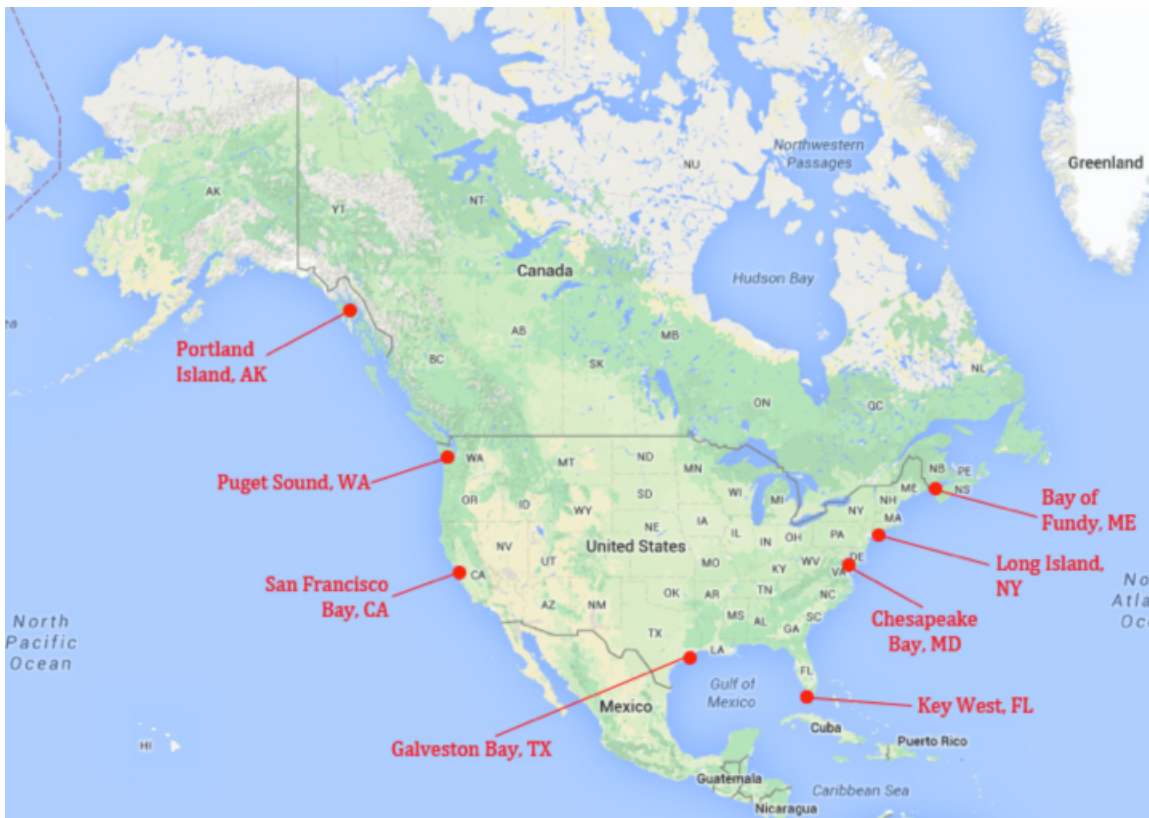 NU
Northwestern
Passages
Greenland
AK
YT
NT
Canada
Hudson Bay
ea
Portland
Island, AK
BC
AB
SK
MB
ON
QC
NL
Puget Sound, WA
WA
MT
ND
MN
NB
PE
NS
ME
Bay of
Fundy, ME
OR
ID
WY
SD
WI
MI
NY
NH
MA
NE
IA
IL
IN
OH
PA
Long Island,
NY
NV
UT
United States
MO
KY
WV
VA
DE
San Francisco
Bay, CA
CA
AZ
NM
OK
AR
TN
NC
Chesapeake
Bay, MD
MS
AL
GA
SC
TX
LA
FL
North
Pacific
Ocean
No
Atla
Oce
Gulf of
Mexico
Key West, FL
Mexico
Galveston Bay, TX
Cuba
HI
Puerto Rico
Guatemala
Caribbean Sea
Nicaragua